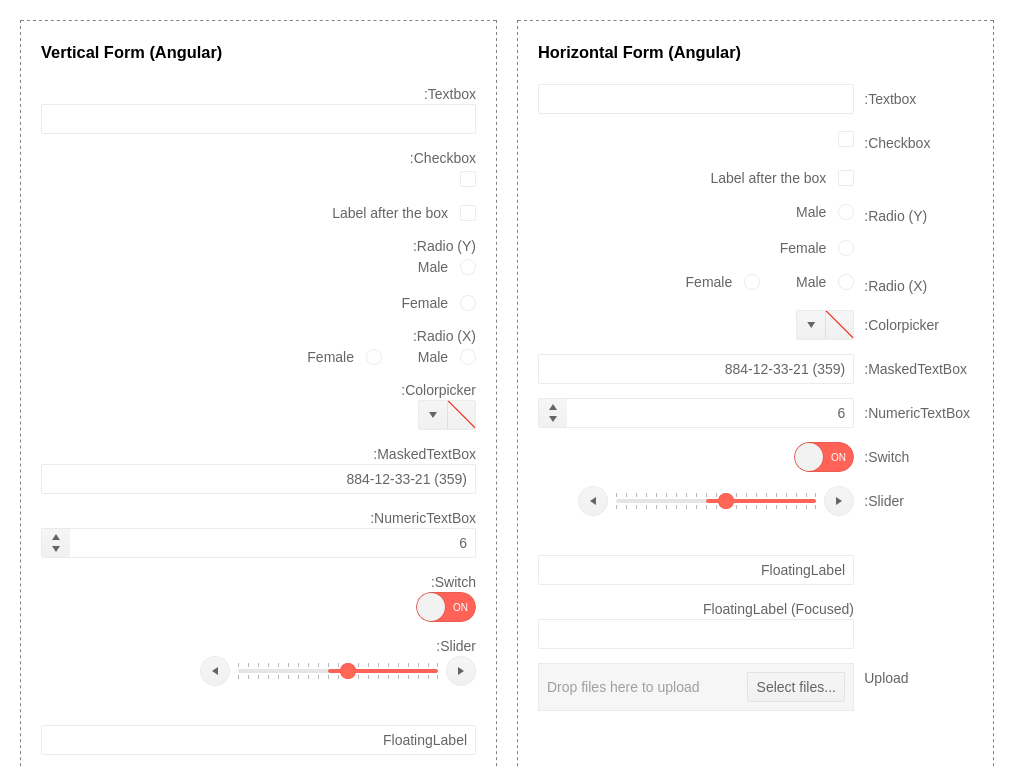 Vertical Form (Angular)
:Textbox
:Checkbox
Label after the box
:Radio (Y)
Male
Female
:Radio (X)
Female Male
:Colorpicker
:MaskedTextBox
884-12-33-21 (359)
:NumericTextBox
6
:Switch
ON
:Slider
FloatingLabel
Horizontal Form (Angular)
:Textbox
:Checkbox
Label after the box
Male :Radio (Y)
Female
Female Male :Radio (X)
:Colorpicker
884-12-33-21 (359) :MaskedTextBox
6 :NumericTextBox
ON :Switch
:Slider
FloatingLabel
FloatingLabel (Focused)
Drop files here to upload Select files... Upload